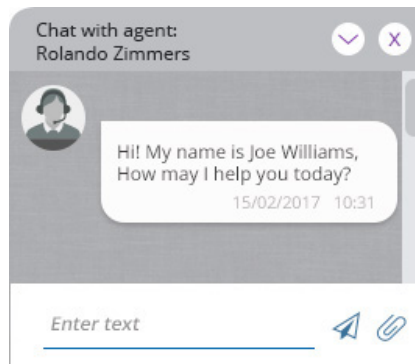 Chat with agent:
Rolando Zimmers
X
Hi! My name is Joe Williams,
How may I help you today?
15/02/2017 10:31
Enter text